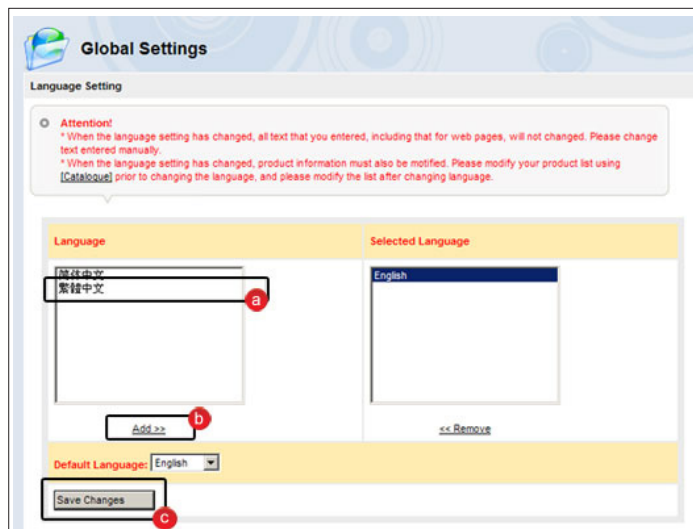 Global Settings
Language Setting
Attention!
* When the language setting has changed, all text that you entered, including that for web pages, will not changed. Please change
text entered manually.
* When the language setting has changed, product information must also be motified. Please modify your product list using
[Catalogue] prior to changing the language, and please modify the list after changing language.
Language
Selected Language
简体中文
繁體中文
English
a
Add >>
b
<< Remove
Default Language: English
Save Changes
c